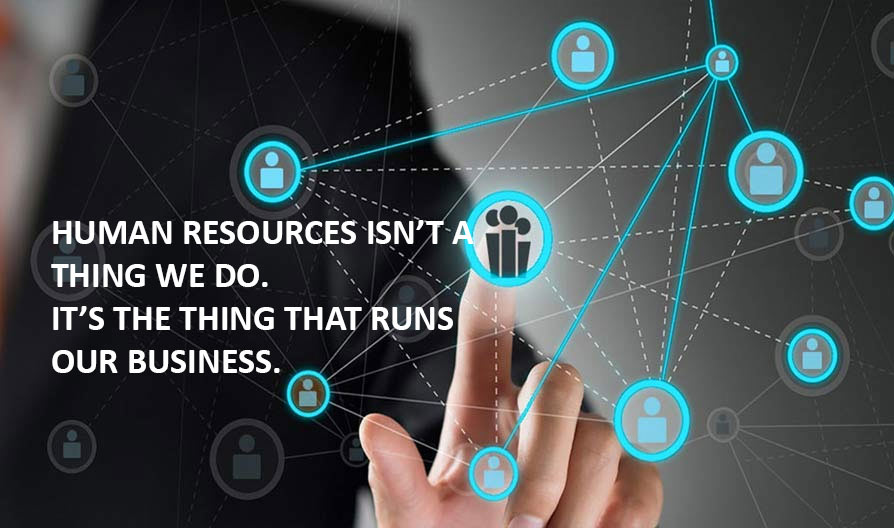 HUMAN RESOURCES ISN’T A
THING WE DO.
IT’S THE THING THAT RUNS
OUR BUSINESS.